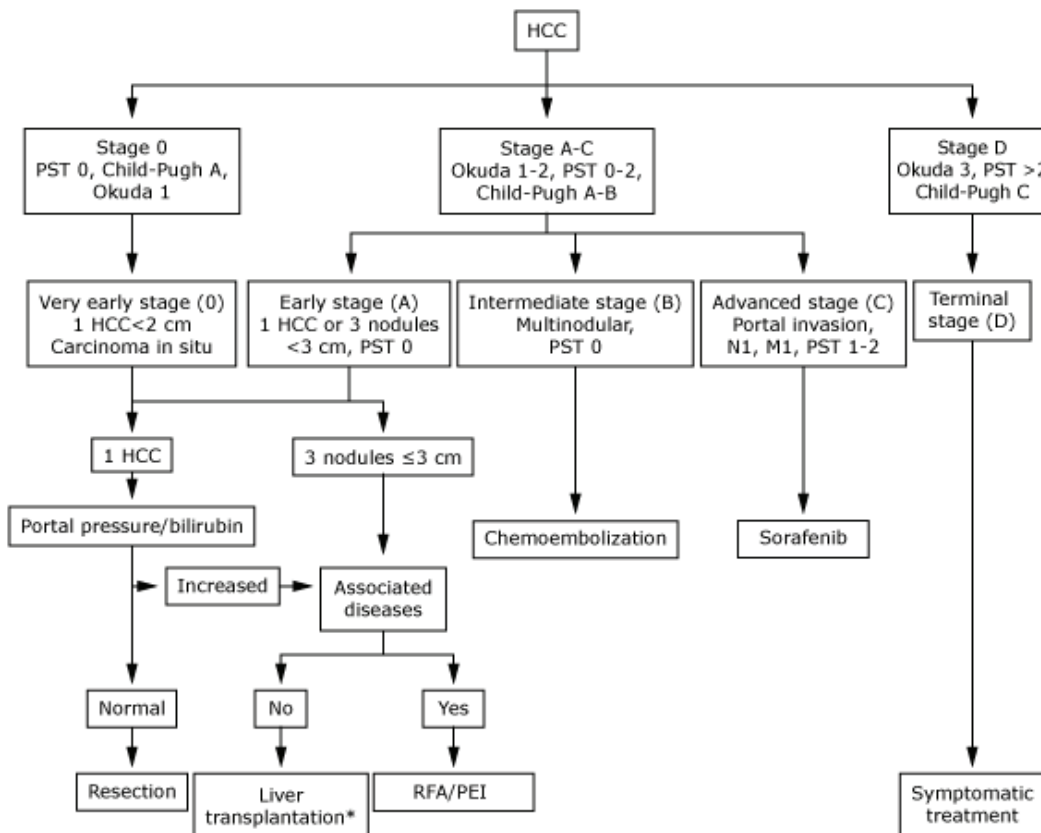 HCC
Stage 0
PST 0, Child-Pugh A,
Okuda 1
Stage A-C
Okuda 1-2, PST 0-2,
Child-Pugh A-B
Stage D
Okuda 3, PST >2
Child-Pugh C
Very early stage (0)
1 HCC<2 cm
Carcinoma in situ
Early stage (A)
1 HCC or 3 nodules
<3 cm, PST 0
Intermediate stage (B)
Multinodular,
PST 0
Advanced stage (C)
Portal invasion,
N1, M1, PST 1-2
Terminal
stage (D)
1 HCC
3 nodules ≤3 cm
Portal pressure/bilirubin
Chemoembolization
Sorafenib
Increased
Associated
diseases
Normal
No
Yes
Resection
Liver
transplantation*
RFA/PEI
Symptomatic
treatment